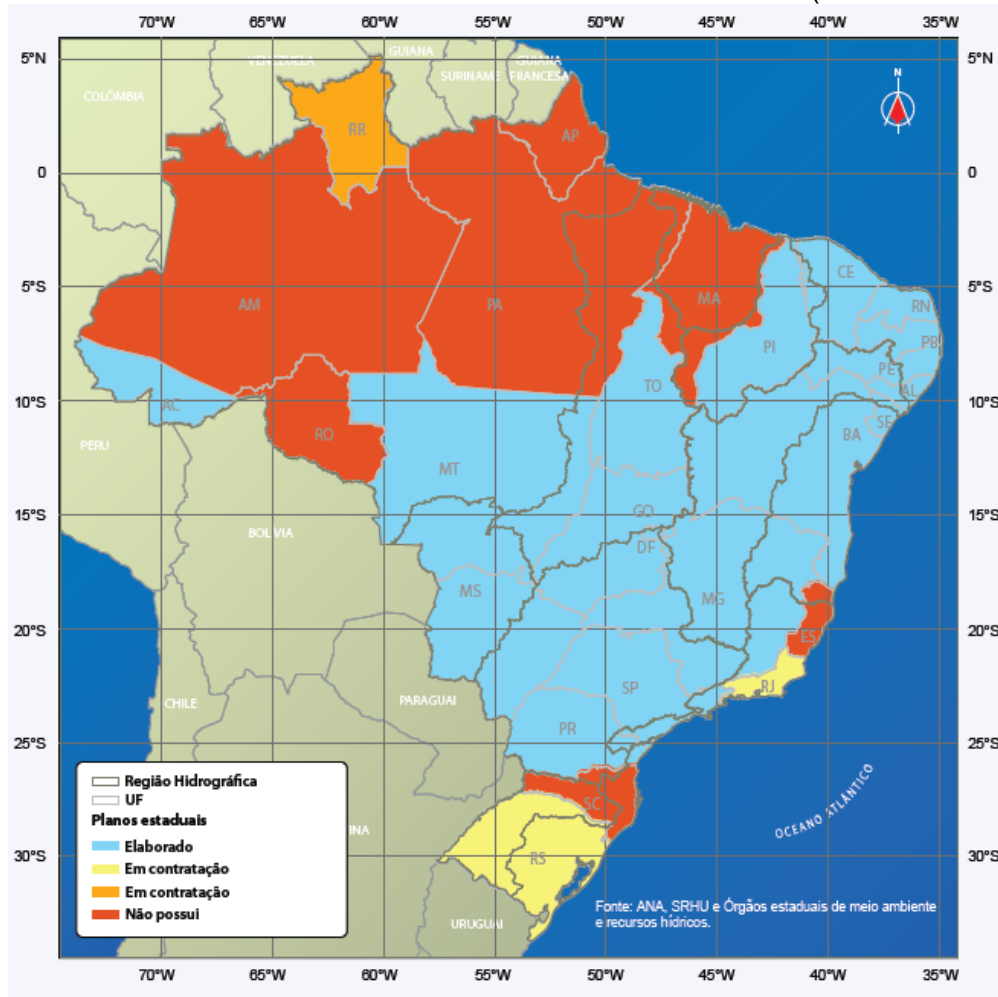 (
70°W 65°W 60°W 55°W 50°W 45°W 40°W 35°W
5°N 5°N
VENEZUELA
GUIANA
SURINAME
GUIANA
FRANCESA
COLÔMBIA
N
RR
AP
0 0
5°S 5°S
AM
PA
MA
CE
RN
PB
PI
PE
AL
TO
10°S 10°S
AC
SE
RO
BA
PERU
MT
15°S 15°S
GO
BOLIVIA
DF
MS
MG
20°S 20°S
ES
SP
RJ
CHILE
PARAGUAI
PR
25°S 25°S
SC
OCEANO ATLÂNTICO
TINA
30°S 30°S
RS
URUGUAI
Região Hidrográfica
UF
Planos estaduais
Elaborado
Em contratação
Em contratação
Não possui
Fonte: ANA, SRHU e Órgãos estaduais de meio ambiente
e recursos hídricos.
70°W 65°W 60°W 55°W 50°W 45°W 40°W 35°W